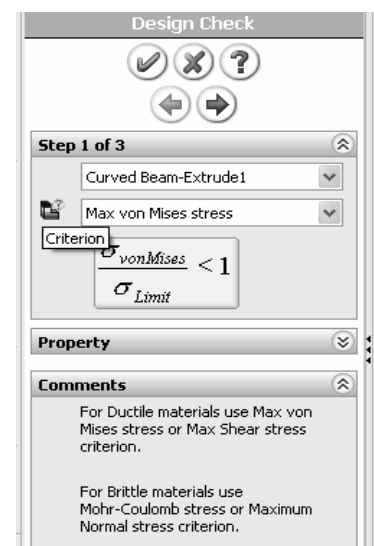 Design Check
?
Step 1 of 3
Curved Beam-Extrude1
Max von Mises stress
Criterion
σ vonMises
< 1
σ Limit
Property
Comments
For Ductile materials use Max von
Mises stress or Max Shear stress
criterion.
For Brittle materials use
Mohr-Coulomb stress or Maximum
Normal stress criterion.